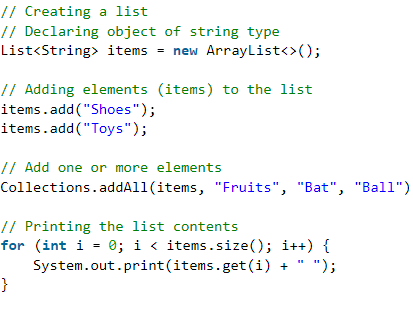 // Creating a list
// Declaring object of string type
List<String> items = new ArrayList<>();
// Adding elements (items) to the list
items.add("Shoes");
items.add("Toys");
// Add one or more elements
Collections.addAll(items, "Fruits", "Bat", "Ball")
// Printing the list contents
for (int i = 0; i < items.size(); i++) {
    System.out.print(items.get(i) + " ");
}